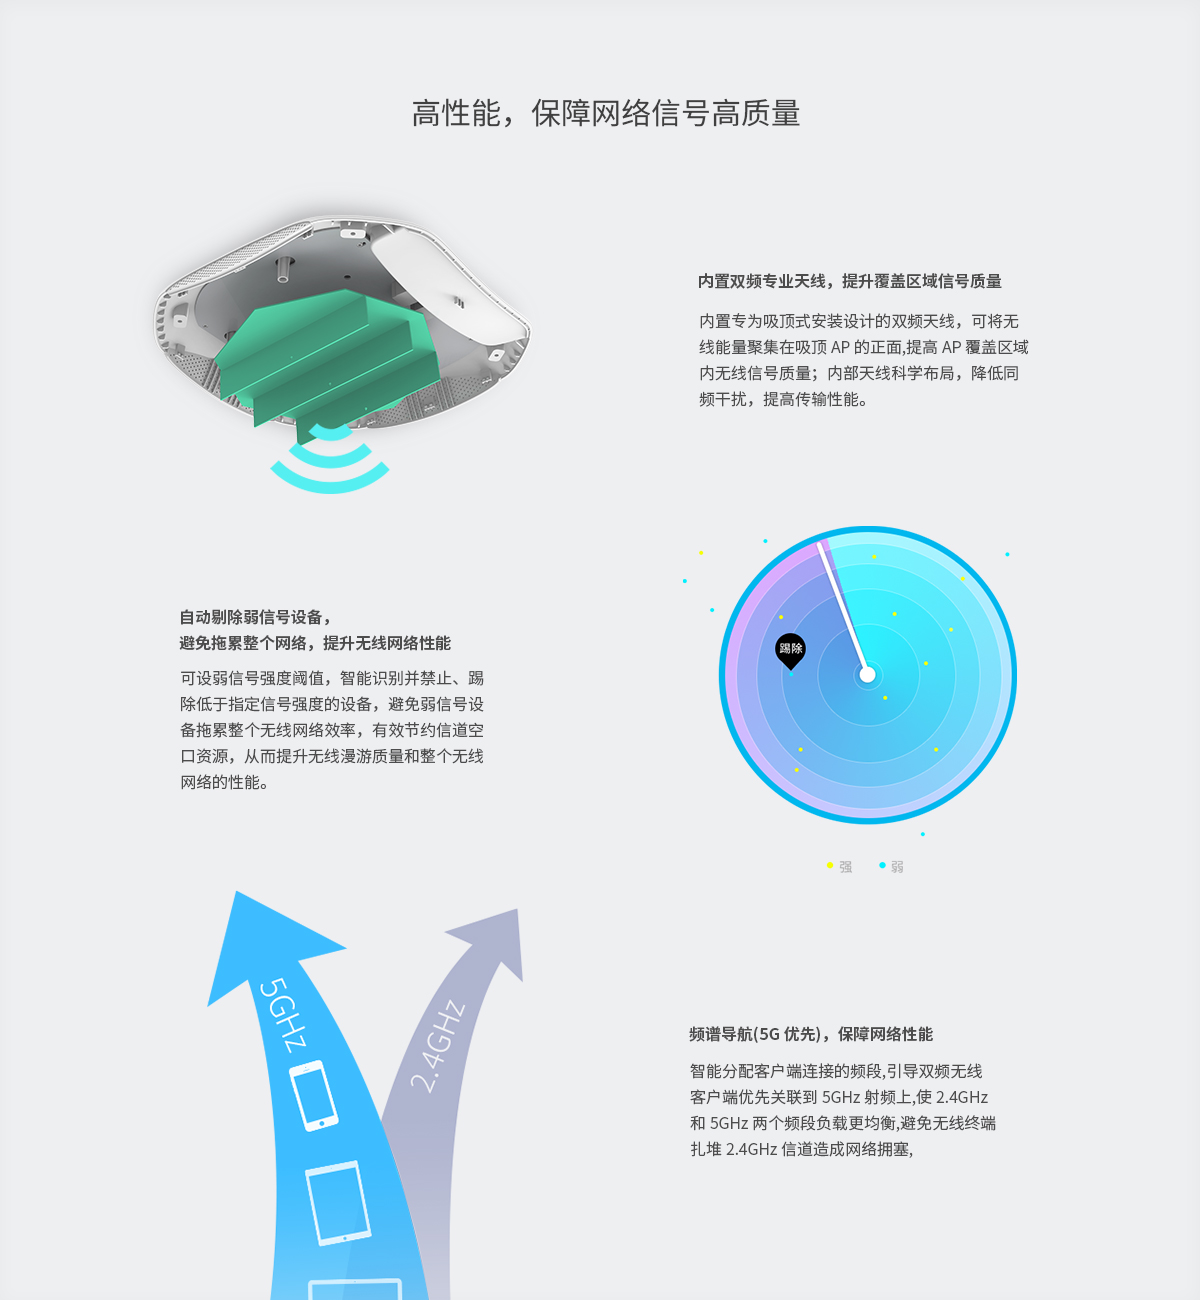 高性能，保障网络信号高质量
内置双频专业天线，提升覆盖区域信号质量
内置专为吸顶式安装设计的双频天线，可将无
线能量聚集在吸顶 AP 的正面,提高 AP 覆盖区域
内无线信号质量；内部天线科学布局，降低同
频干扰，提高传输性能。
自动剔除弱信号设备，
避免拖累整个网络，提升无线网络性能
可设弱信号强度阈值，智能识别并禁止、踢
除低于指定信号强度的设备，避免弱信号设
备拖累整个无线网络效率，有效节约信道空
口资源，从而提升无线漫游质量和整个无线
网络的性能。
踢除
强
弱
5GHz
2.4GHz
频谱导航(5G 优先)，保障网络性能
智能分配客户端连接的频段,引导双频无线
客户端优先关联到 5GHz 射频上,使 2.4GHz
和 5GHz 两个频段负载更均衡,避免无线终端
扎堆 2.4GHz 信道造成网络拥塞,